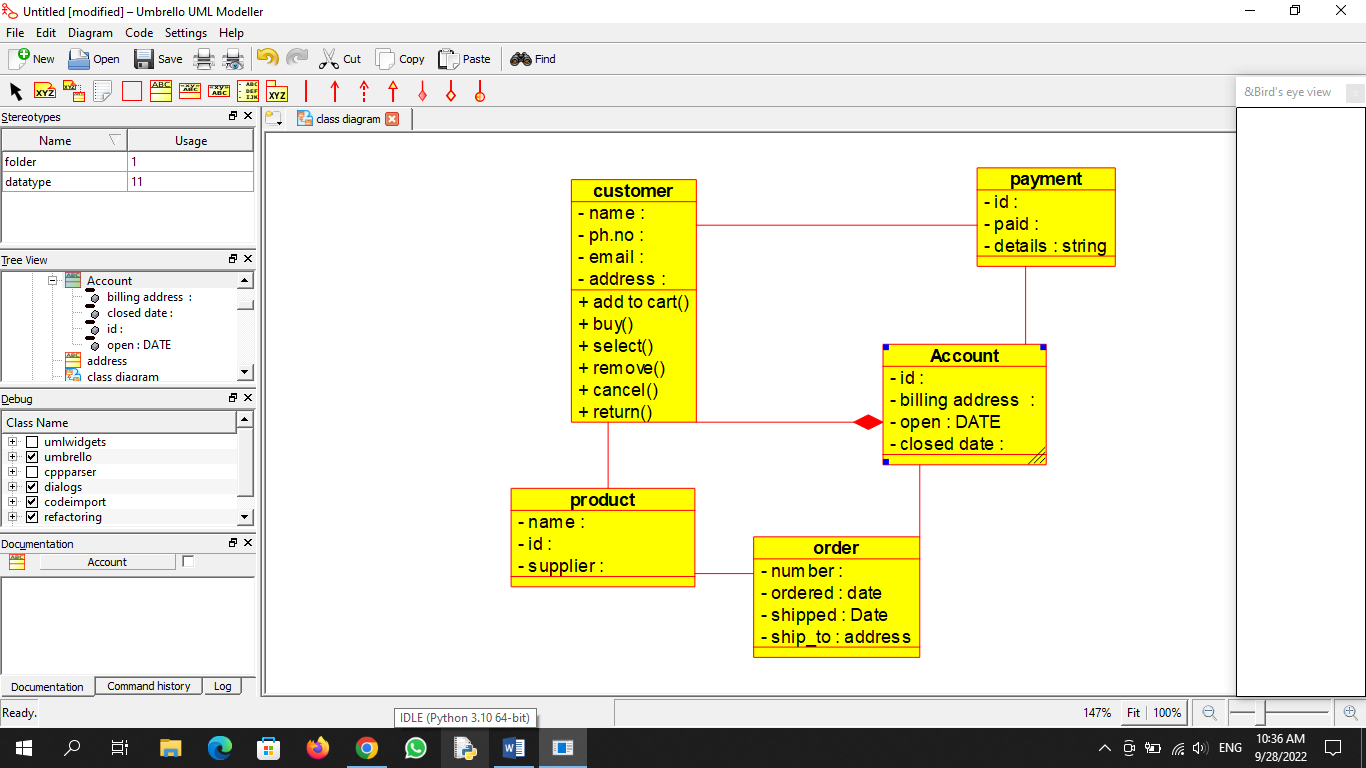 Untitled [modified] – Umbrello UML Modeller
File Edit Diagram Code Settings Help
New Open Save Cut Copy Paste Find
&Bird's eye view
Stereotypes
class diagram
Name Usage
folder 1
datatype 11
Tree View
Account
billing address :
closed date :
id :
open : DATE
address
class diagram
Debug
Class Name
umlwidgets
umbrello
cppparser
dialogs
codeimport
refactoring
Documentation
Account
Documentation Command history Log
customer
- name :
- ph.no :
- email :
- address :
+ add to cart()
+ buy()
+ select()
+ remove()
+ cancel()
+ return()
payment
- id :
- paid :
- details : string
Account
- id :
- billing address :
- open : DATE
- closed date :
product
- name :
- id :
- supplier :
order
- number :
- ordered : date
- shipped : Date
- ship_to : address
Ready.
IDLE (Python 3.10 64-bit)
147% Fit 100%
ENG
10:36 AM
9/28/2022